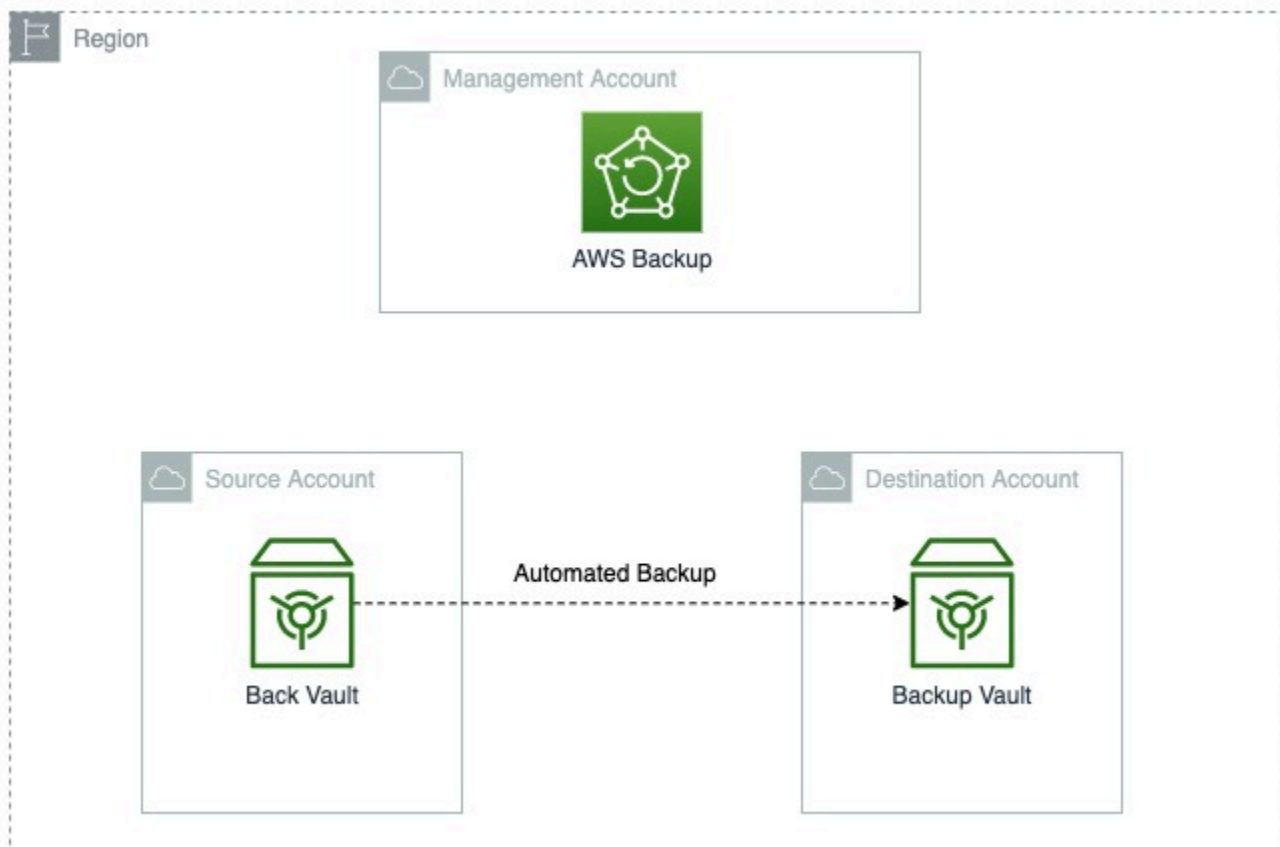 Region
Management Account
AWS Backup
Source Account
Destination Account
Automated Backup
Back Vault
Backup Vault